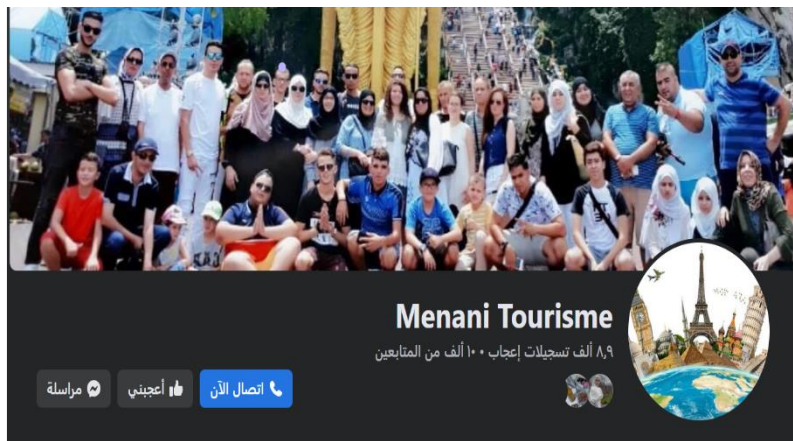 Menani Tourisme
٨,٩ ألف تسجيلات إعجاب • ١٠ ألف من المتابعين
اتصال الآن
أعجبني
مراسلة